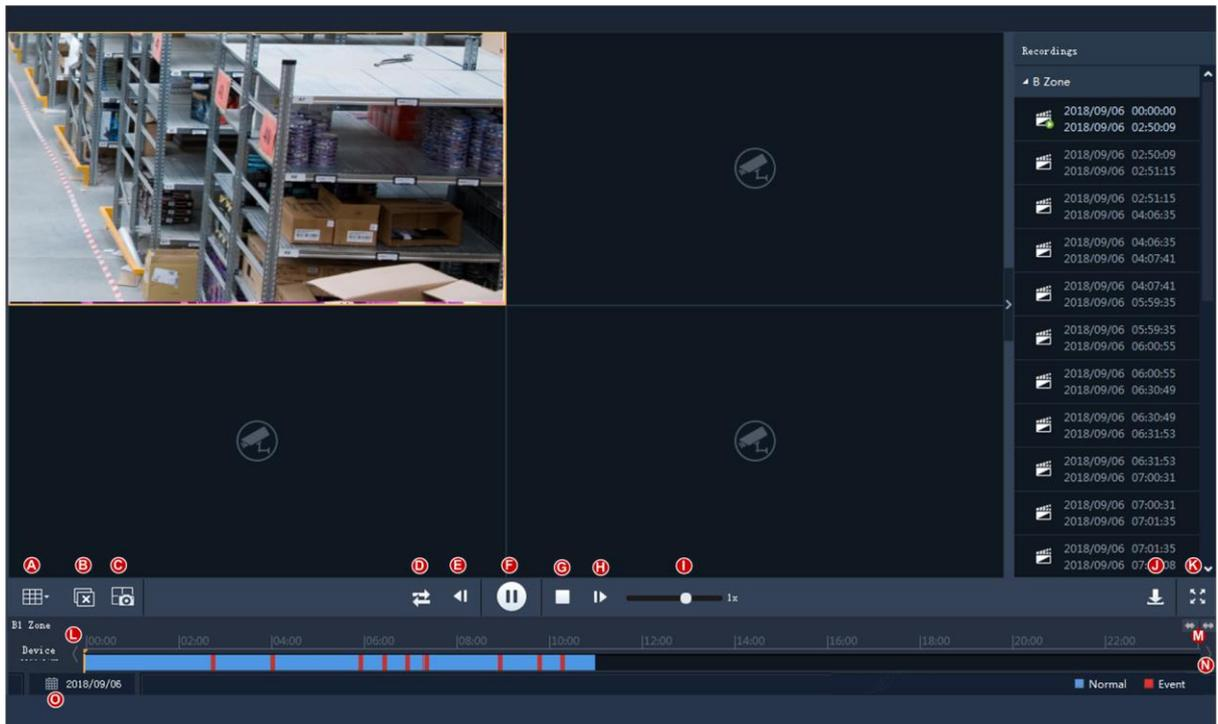 Recordings
B Zone
2018/09/06 00:00:00
2018/09/06 02:50:09
2018/09/06 02:50:09
2018/09/06 02:51:15
2018/09/06 02:51:15
2018/09/06 04:06:35
2018/09/06 04:06:35
2018/09/06 04:07:41
2018/09/06 04:07:41
2018/09/06 05:59:35
2018/09/06 05:59:35
2018/09/06 06:00:55
2018/09/06 06:00:55
2018/09/06 06:30:49
2018/09/06 06:30:49
2018/09/06 06:31:53
2018/09/06 06:31:53
2018/09/06 07:00:31
2018/09/06 07:00:31
2018/09/06 07:01:35
2018/09/06 07:01:35
2018/09/06
A B C D E F G H I J K
1x
B1 Zone
L M
00:00 02:00 04:00 06:00 08:00 10:00 12:00 14:00 16:00 18:00 20:00 22:00
Device
N
2018/09/06 Normal Event
O